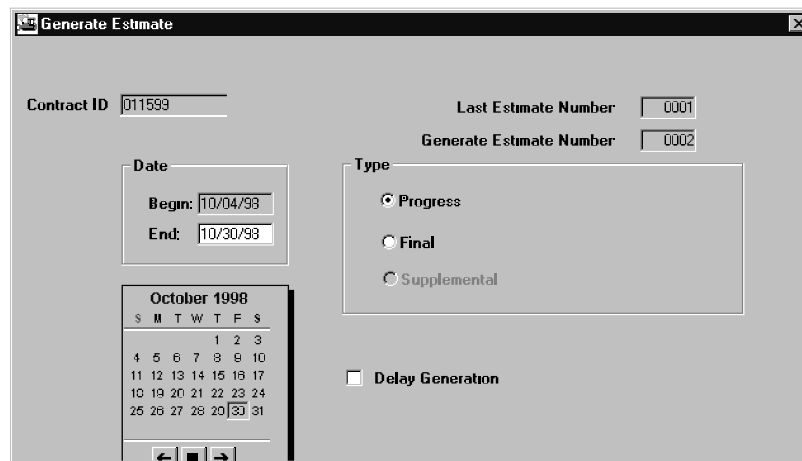 Generate Estimate
Contract ID 011599
Last Estimate Number 0001
Generate Estimate Number 0002
Date
Begin: 10/04/98
End: 10/30/98
Type
Progress
Final
Supplemental
October 1998
S M T W T F S
1 2 3
4 5 6 7 8 9 10
11 12 13 14 15 16 17
18 19 20 21 22 23 24
25 26 27 28 29 30 31
Delay Generation